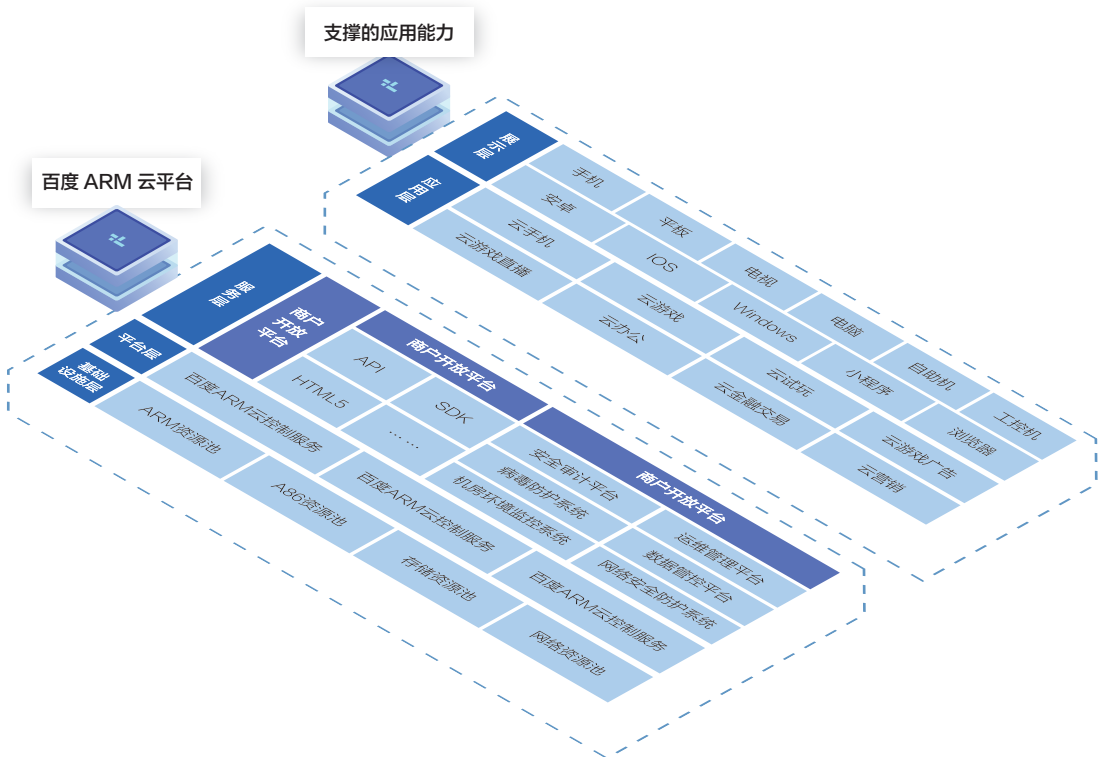 支撑的应用能力
展示层
手机
平板
电视
电脑
自助机
工控机
安卓
IOS
Windows
小程序
浏览器
应用层
云手机
云游戏
云试玩
云游戏广告
云游戏直播
云办公
云金融交易
云营销
百度 ARM 云平台
服务层
商户
开放
平台
商户开放平台
商户开放平台
API
SDK
HTML5
……
安全审计平台
运维管理平台
病毒防护系统
数据管控平台
机房环境监控系统
网络安全防护系统
平台层
百度ARM云控制服务
百度ARM云控制服务
百度ARM云控制服务
基础
设施层
ARM资源池
A86资源池
存储资源池
网络资源池